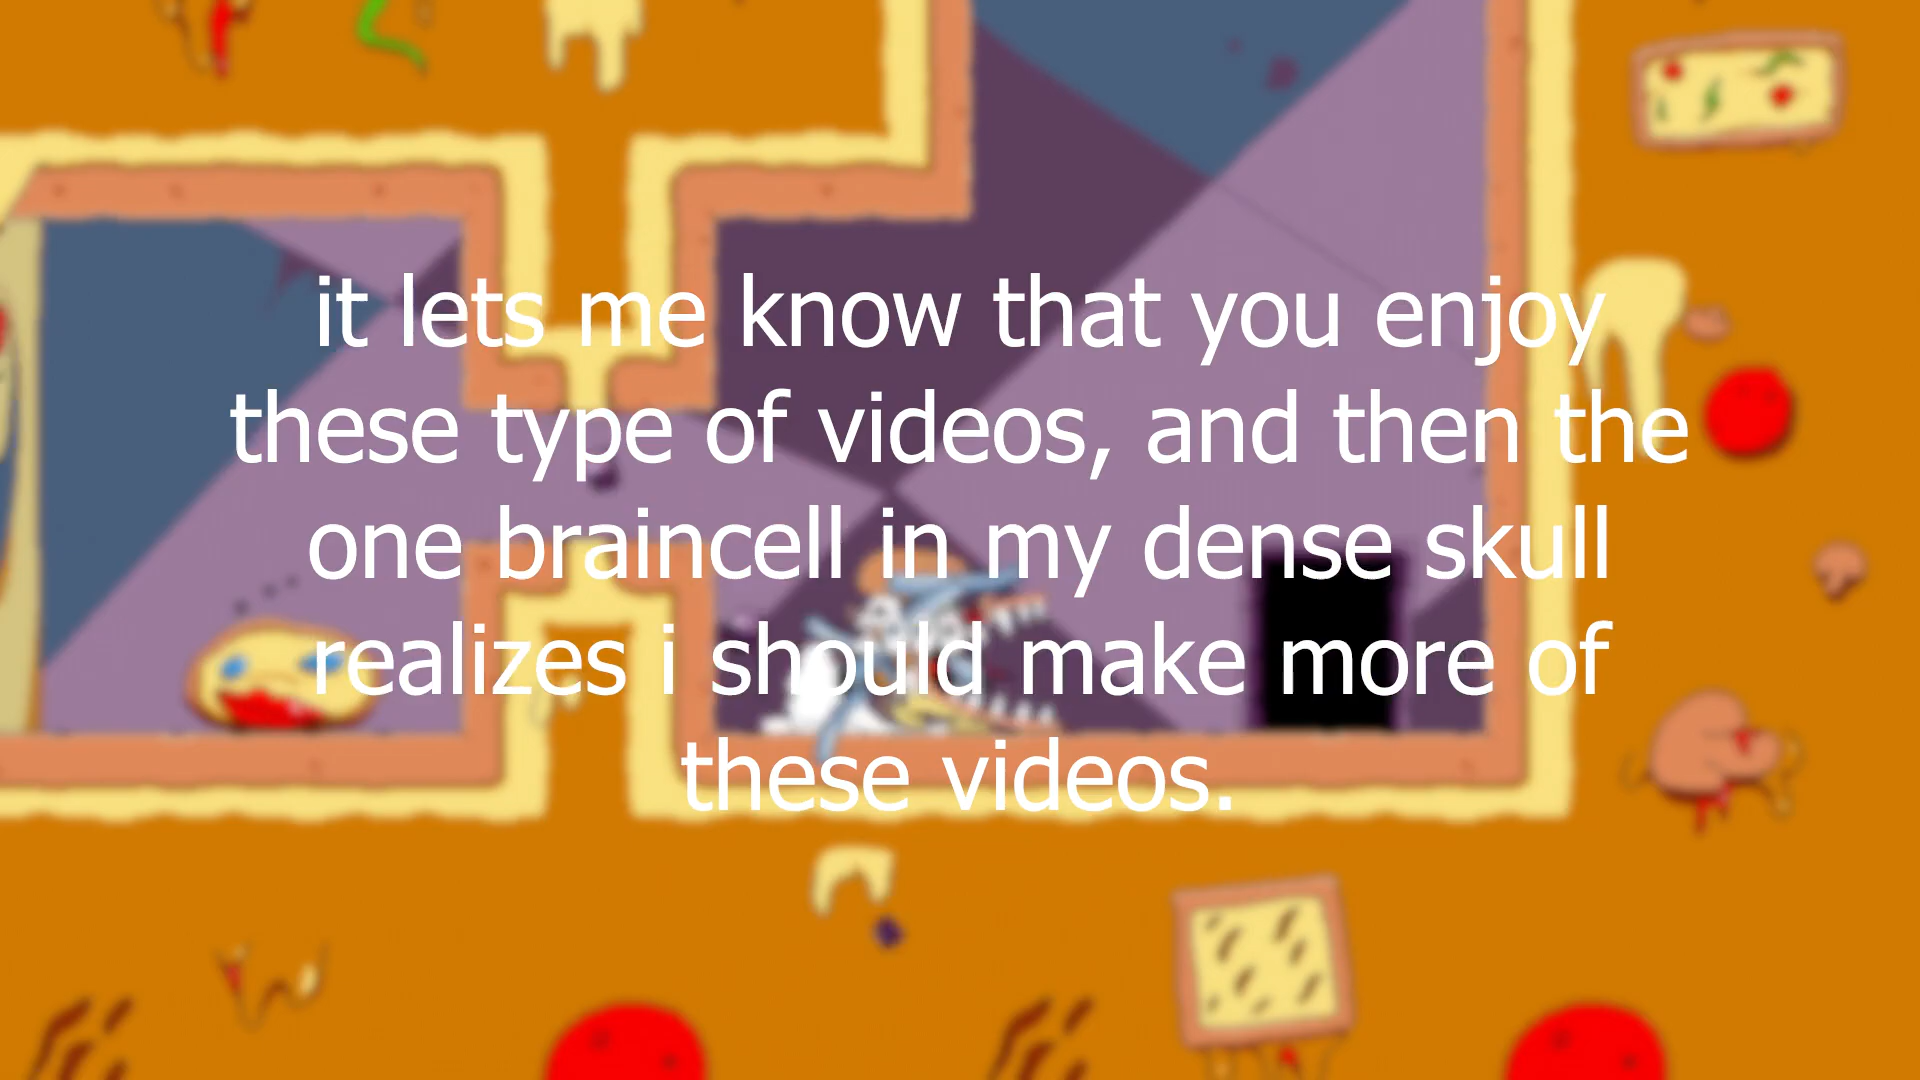 it lets me know that you enjoy
these type of videos, and then the
one braincell in my dense skull
realizes i should make more of
these videos.